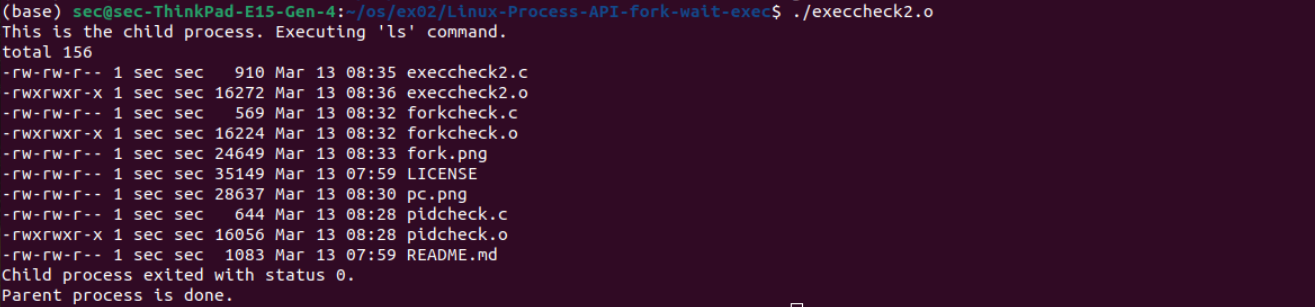 (base) sec@sec-ThinkPad-E15-Gen-4:~/os/ex02/Linux-Process-API-fork-wait-exec$ ./execcheck2.o
This is the child process. Executing 'ls' command.
total 156
-rw-rw-r-- 1 sec sec   910 Mar 13 08:35 execcheck2.c
-rwxrwxr-x 1 sec sec 16272 Mar 13 08:36 execcheck2.o
-rw-rw-r-- 1 sec sec   569 Mar 13 08:32 forkcheck.c
-rwxrwxr-x 1 sec sec 16224 Mar 13 08:32 forkcheck.o
-rw-rw-r-- 1 sec sec 24649 Mar 13 08:33 fork.png
-rw-rw-r-- 1 sec sec 35149 Mar 13 07:59 LICENSE
-rw-rw-r-- 1 sec sec 28637 Mar 13 08:30 pc.png
-rw-rw-r-- 1 sec sec   644 Mar 13 08:28 pidcheck.c
-rwxrwxr-x 1 sec sec 16056 Mar 13 08:28 pidcheck.o
-rw-rw-r-- 1 sec sec  1083 Mar 13 07:59 README.md
Child process exited with status 0.
Parent process is done.